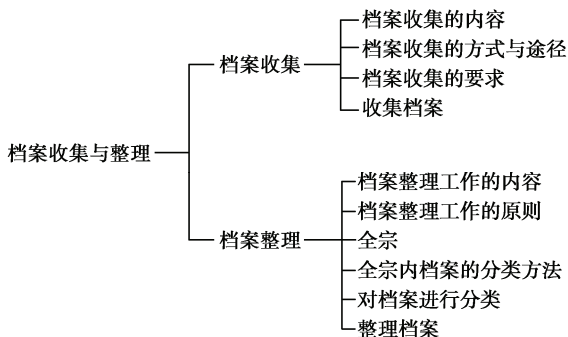 档案收集与整理
档案收集
档案收集的内容
档案收集的方式与途径
档案收集的要求
收集档案
档案整理
档案整理工作的内容
档案整理工作的原则
全宗
全宗内档案的分类方法
对档案进行分类
整理档案